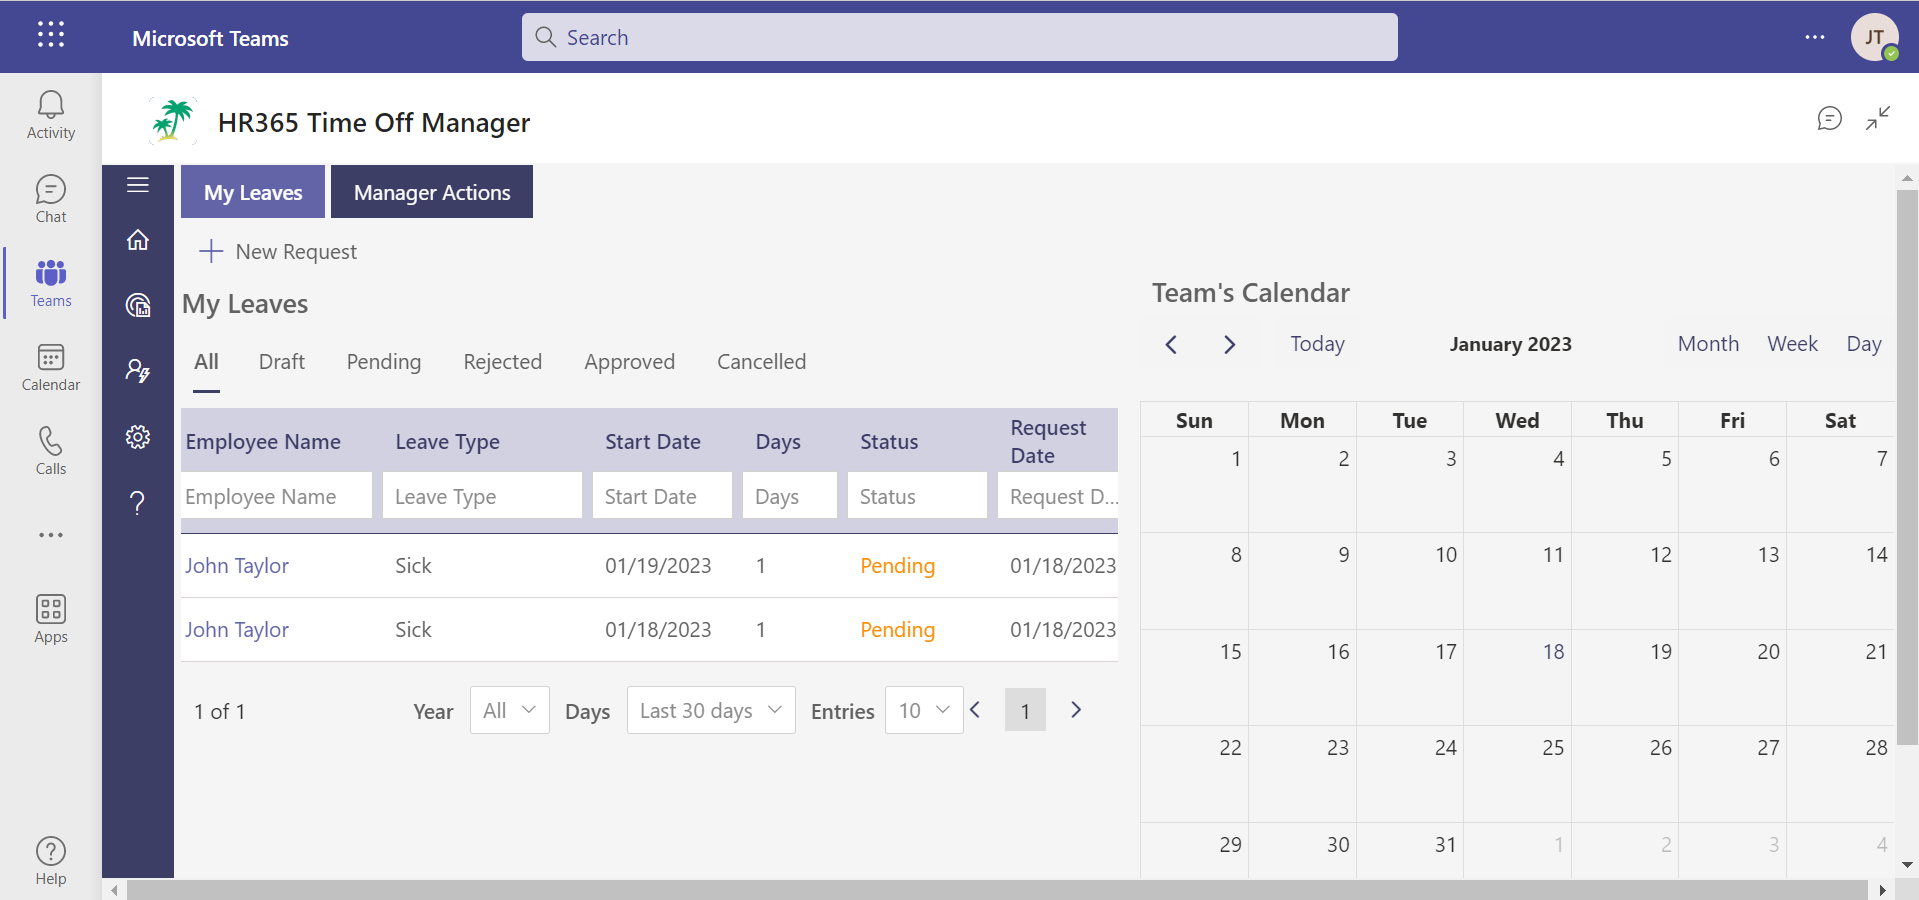 Microsoft Teams
Search
JT
Activity
Chat
Teams
Calendar
Calls
Apps
Help
HR365 Time Off Manager
My Leaves Manager Actions
New Request
My Leaves
All Draft Pending Rejected Approved Cancelled
Employee Name Leave Type Start Date Days Status Request Date
Employee Name Leave Type Start Date Days Status Request D...
John Taylor Sick 01/19/2023 1 Pending 01/18/2023
John Taylor Sick 01/18/2023 1 Pending 01/18/2023
1 of 1 Year All Days Last 30 days Entries 10 1
Team's Calendar
Today January 2023 Month Week Day
Sun Mon Tue Wed Thu Fri Sat
1 2 3 4 5 6 7
8 9 10 11 12 13 14
15 16 17 18 19 20 21
22 23 24 25 26 27 28
29 30 31 1 2 3 4